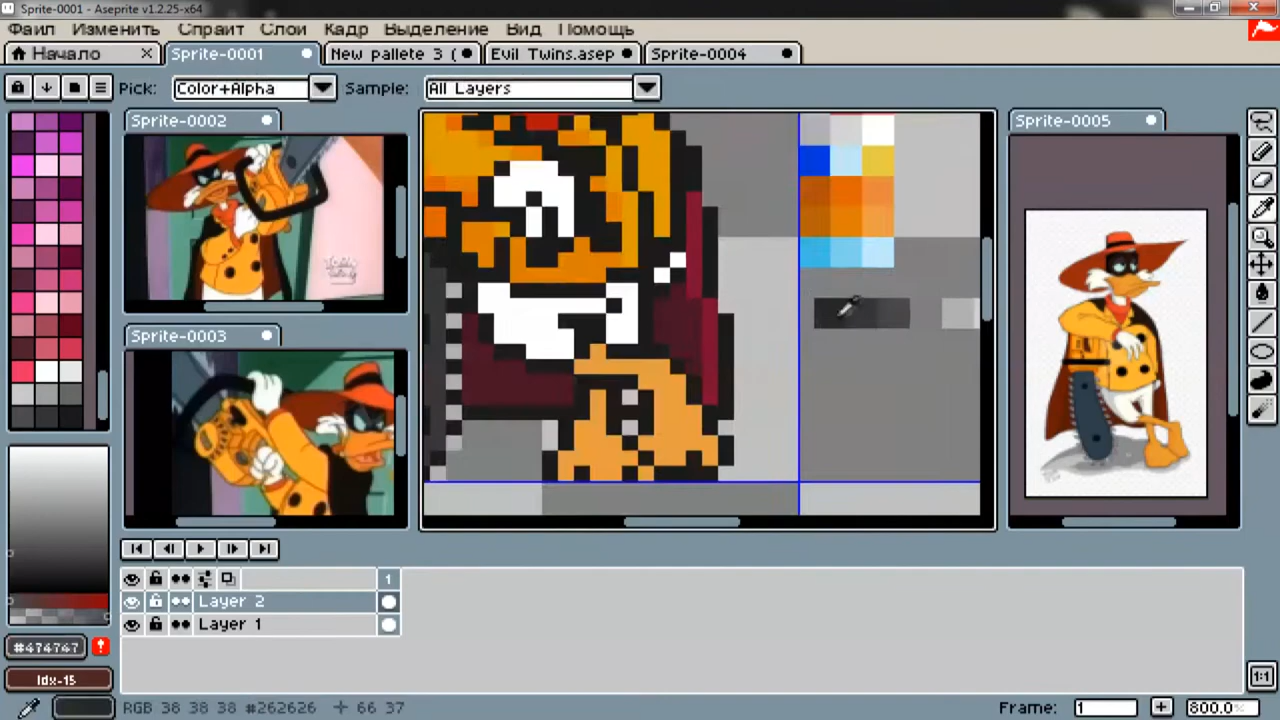 Sprite-0001 - Aseprite v1.2.25-x64
Файл Изменить Спрайт Слои Кадр Выделение Вид Помощь
Начало Sprite-0001 New pallete 3 ( Evil Twins.asep Sprite-0004
Pick: Color+Alpha Sample: All Layers
Sprite-0002
Sprite-0005
Sprite-0003
1
Layer 2
Layer 1
#474747
Idx-15
1:1
RGB 38 38 38 #262626 66 37 Frame: 1 800.0%